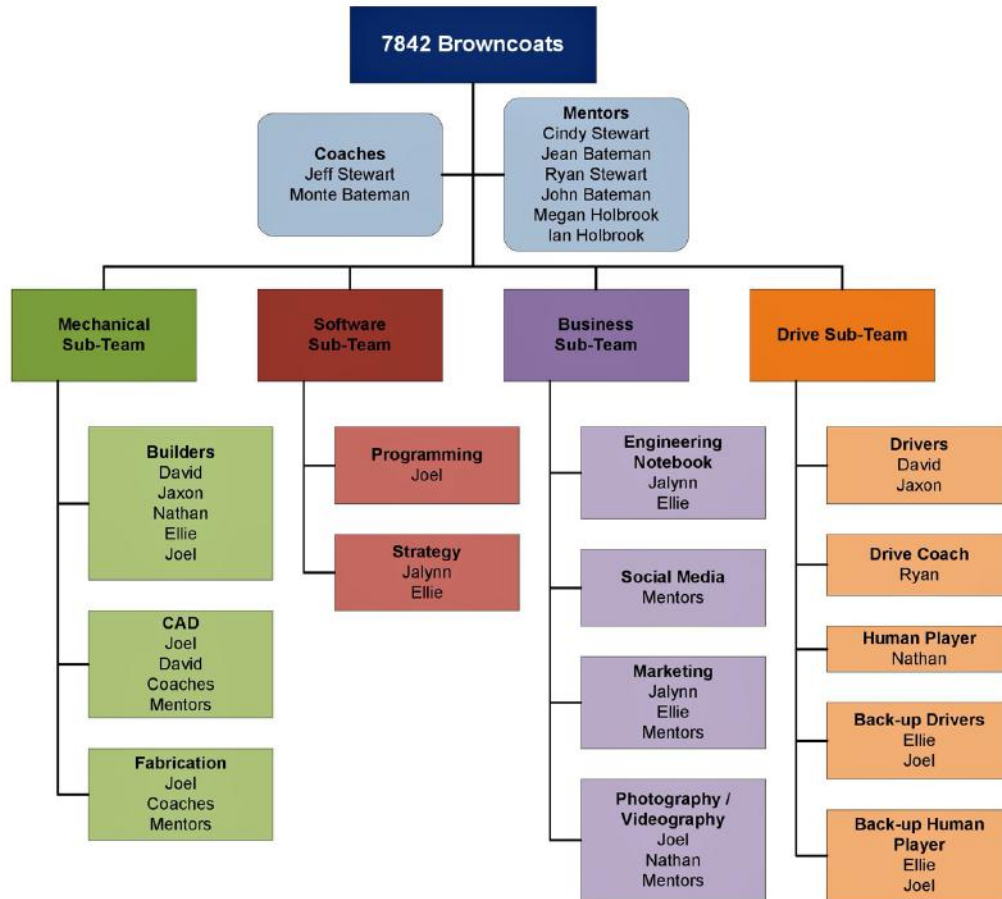 7842 Browncoats
Coaches
Jeff Stewart
Monte Bateman
Mentors
Cindy Stewart
Jean Bateman
Ryan Stewart
John Bateman
Megan Holbrook
Ian Holbrook
Mechanical
Sub-Team
Builders
David
Jaxon
Nathan
Ellie
Joel
CAD
Joel
David
Coaches
Mentors
Fabrication
Joel
Coaches
Mentors
Software
Sub-Team
Programming
Joel
Strategy
Jalynn
Ellie
Business
Sub-Team
Engineering
Notebook
Jalynn
Ellie
Social Media
Mentors
Marketing
Jalynn
Ellie
Mentors
Photography /
Videography
Joel
Nathan
Mentors
Drive Sub-Team
Drivers
David
Jaxon
Drive Coach
Ryan
Human Player
Nathan
Back-up Drivers
Ellie
Joel
Back-up Human
Player
Ellie
Joel